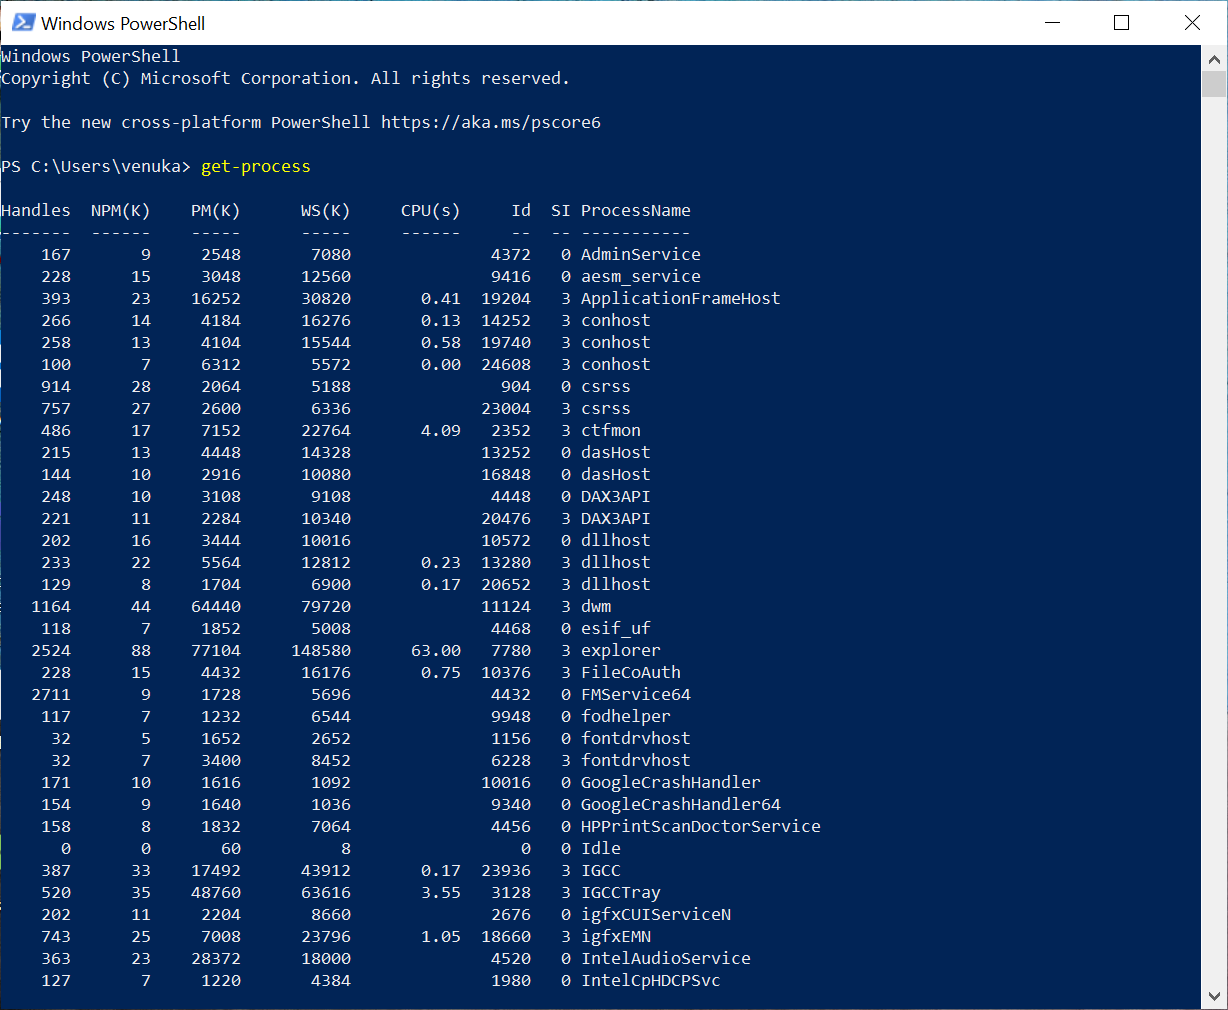 Windows PowerShell
Windows PowerShell
Copyright (C) Microsoft Corporation. All rights reserved.
Try the new cross-platform PowerShell https://aka.ms/pscore6
PS C:\Users\venuka> get-process
Handles  NPM(K)    PM(K)      WS(K)     CPU(s)     Id  SI ProcessName
-------  ------    -----      -----     ------     --  -- -----------
    167       9     2548       7080              4372   0 AdminService
    228      15     3048      12560              9416   0 aesm_service
    393      23    16252      30820       0.41  19204   3 ApplicationFrameHost
    266      14     4184      16276       0.13  14252   3 conhost
    258      13     4104      15544       0.58  19740   3 conhost
    100       7     6312       5572       0.00  24608   3 conhost
    914      28     2064       5188               904   0 csrss
    757      27     2600       6336             23004   3 csrss
    486      17     7152      22764       4.09   2352   3 ctfmon
    215      13     4448      14328             13252   0 dasHost
    144      10     2916      10080             16848   0 dasHost
    248      10     3108       9108              4448   0 DAX3API
    221      11     2284      10340             20476   3 DAX3API
    202      16     3444      10016             10572   0 dllhost
    233      22     5564      12812       0.23  13280   3 dllhost
    129       8     1704       6900       0.17  20652   3 dllhost
   1164      44    64440      79720             11124   3 dwm
    118       7     1852       5008              4468   0 esif_uf
   2524      88    77104     148580      63.00   7780   3 explorer
    228      15     4432      16176       0.75  10376   3 FileCoAuth
   2711       9     1728       5696              4432   0 FMService64
    117       7     1232       6544              9948   0 fodhelper
     32       5     1652       2652              1156   0 fontdrvhost
     32       7     3400       8452              6228   3 fontdrvhost
    171      10     1616       1092             10016   0 GoogleCrashHandler
    154       9     1640       1036              9340   0 GoogleCrashHandler64
    158       8     1832       7064              4456   0 HPPrintScanDoctorService
      0       0       60          8                 0   0 Idle
    387      33    17492      43912       0.17  23936   3 IGCC
    520      35    48760      63616       3.55   3128   3 IGCCTray
    202      11     2204       8660              2676   0 igfxCUIServiceN
    743      25     7008      23796       1.05  18660   3 igfxEMN
    363      23    28372      18000              4520   0 IntelAudioService
    127       7     1220       4384              1980   0 IntelCpHDCPSvc